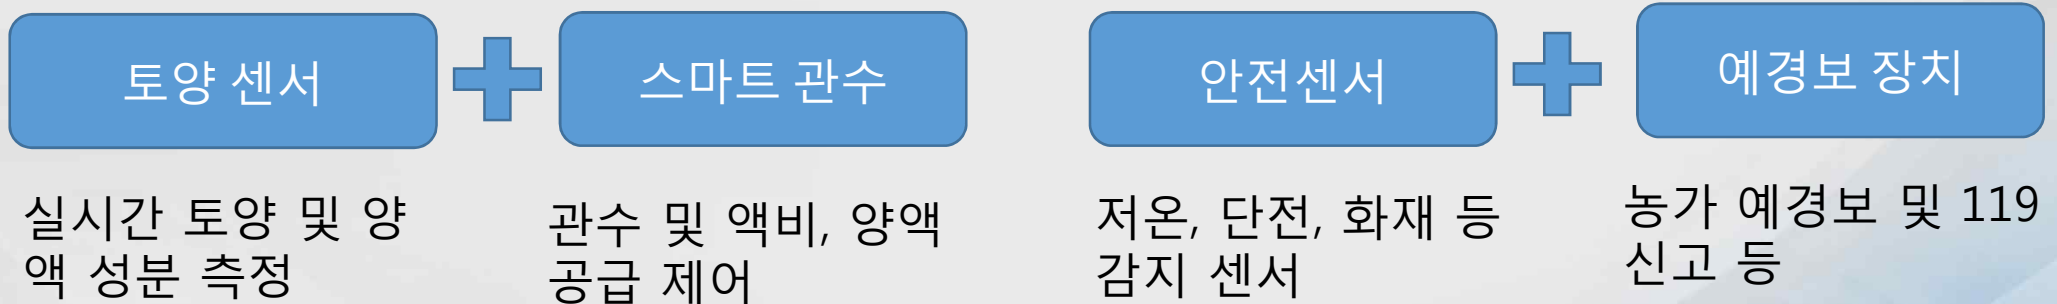 토양 센서
스마트 관수
안전센서
예경보 장치
실시간 토양 및 양
액 성분 측정
관수 및 액비, 양액
공급 제어
저온, 단전, 화재 등
감지 센서
농가 예경보 및 119
신고 등